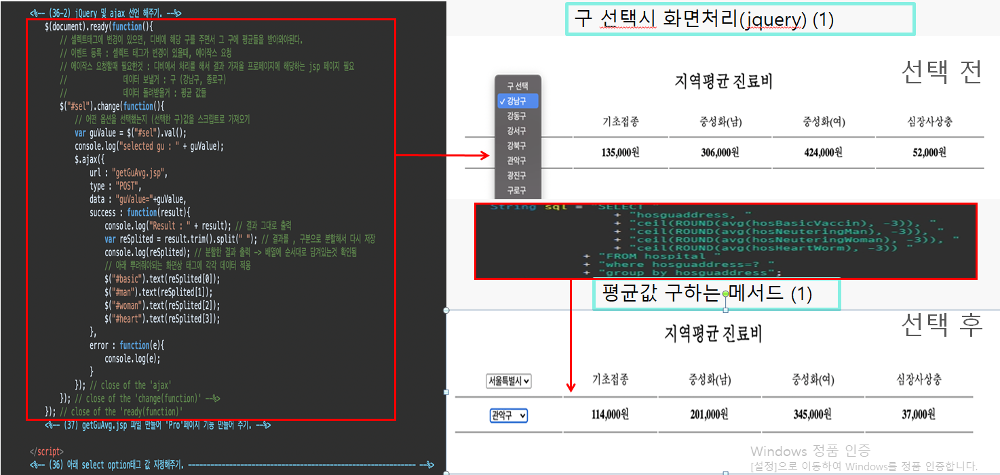 <%-- (36-2) jQuery 및 ajax 선언 해주기. --%>
$(document).ready(function(){
// 셀렉트태그에 변경이 있으면, 디비에 해당 구를 주면서 그 구에 평균들을 받아와야된다.
// 이벤트 등록 : 셀렉트 태그가 변경이 있을때, 에이작스 요청
// 에이작스 요청할때 필요한것 : 디비에서 처리를 해서 결과 가져올 프로페이지에 해당하는 jsp 페이지 필요
// 데이터 보낼거 : 구 (강남구, 종로구)
// 데이터 돌려받을거 : 평균 값들
$("#sel").change(function(){
// 어떤 옵션을 선택했는지 (선택한 구)값을 스크립트로 가져오기
var guValue = $("#sel").val();
console.log("selected gu : " + guValue);
$.ajax({
url : "getGuAvg.jsp",
type : "POST",
data : "guValue="+guValue,
success : function(result){
console.log("Result : " + result); // 결과 그대로 출력
var reSplited = result.trim().split(" "); // 결과를 , 구분으로 분할해서 다시 저장
console.log(reSplited); // 분할한 결과 출력 -> 배열에 순서대로 담겨있는것 확인됨
// 아래 뿌려줘야되는 화면상 태그에 각각 데이터 적용
$("#basic").text(reSplited[0]);
$("#man").text(reSplited[1]);
$("#woman").text(reSplited[2]);
$("#heart").text(reSplited[3]);
},
error : function(e){
console.log(e);
}
}); // close of the 'ajax'
}); // close of the 'change(function)' --%>
}); // close of the 'ready(function)'
<%-- (37) getGuAvg.jsp 파일 만들어 'Pro'페이지 기능 만들어 주기. --%>
</script>
<%-- (36) 아래 select option태그 값 지정해주기. ------------------------------------------------------------- --%>
구 선택시 화면처리(jquery) (1)
선택 전
지역평균 진료비
구 선택
✓ 강남구
강동구
강서구
강북구
관악구
광진구
구로구
기초접종 중성화(남) 중성화(여) 심장사상충
135,000원 306,000원 424,000원 52,000원
String sql = "SELECT "
+ "hosguaddress, "
+ "ceil(ROUND(avg(hosBasicVaccin), -3)), "
+ "ceil(ROUND(avg(hosNeuteringMan), -3)), "
+ "ceil(ROUND(avg(hosNeuteringWoman), -3)), "
+ "ceil(ROUND(avg(hosHeartWorm), -3)) "
+ "FROM hospital "
+ "where hosguaddress=? "
+ "group by hosguaddress";
평균값 구하는 메서드 (1)
선택 후
지역평균 진료비
서울특별시 기초접종 중성화(남) 중성화(여) 심장사상충
관악구 114,000원 201,000원 345,000원 37,000원
Windows 정품 인증
[설정]으로 이동하여 Windows를 정품 인증합니다.